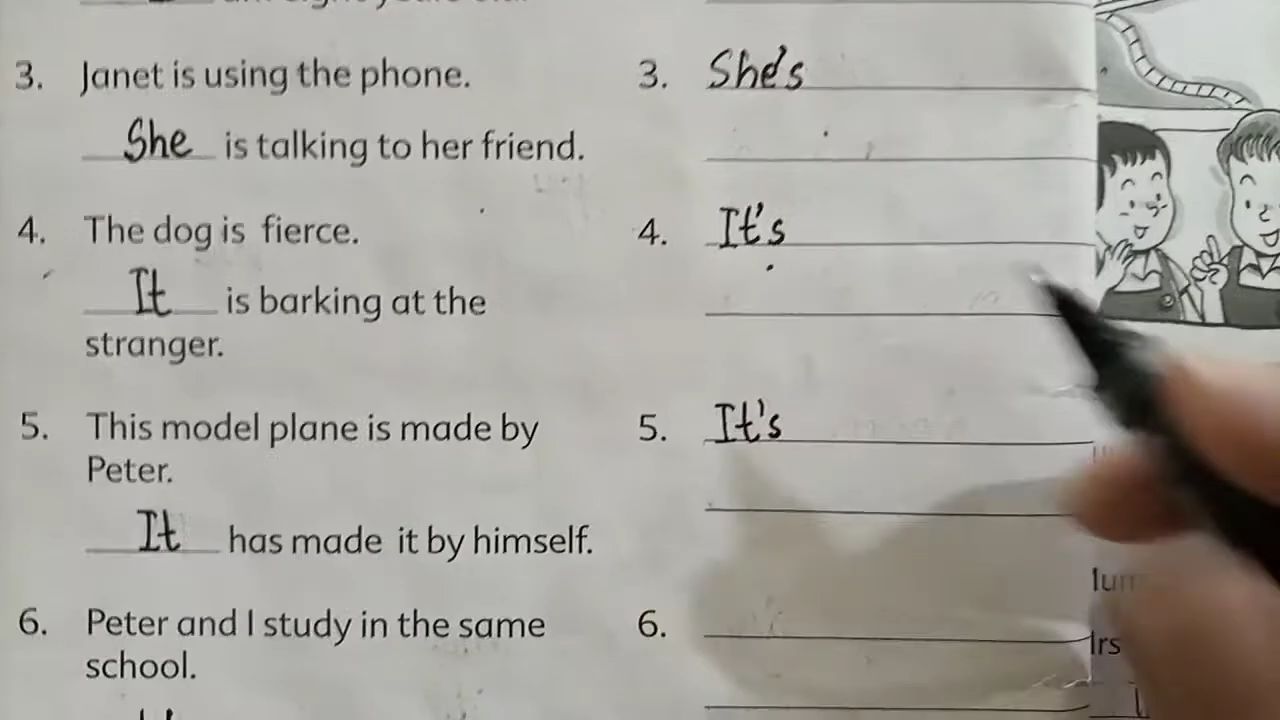 3. Janet is using the phone. 3. She's
She is talking to her friend.
4. The dog is fierce. 4. It's
It is barking at the
stranger.
5. This model plane is made by 5. It's
Peter.
It has made it by himself.
6. Peter and I study in the same 6.
school.